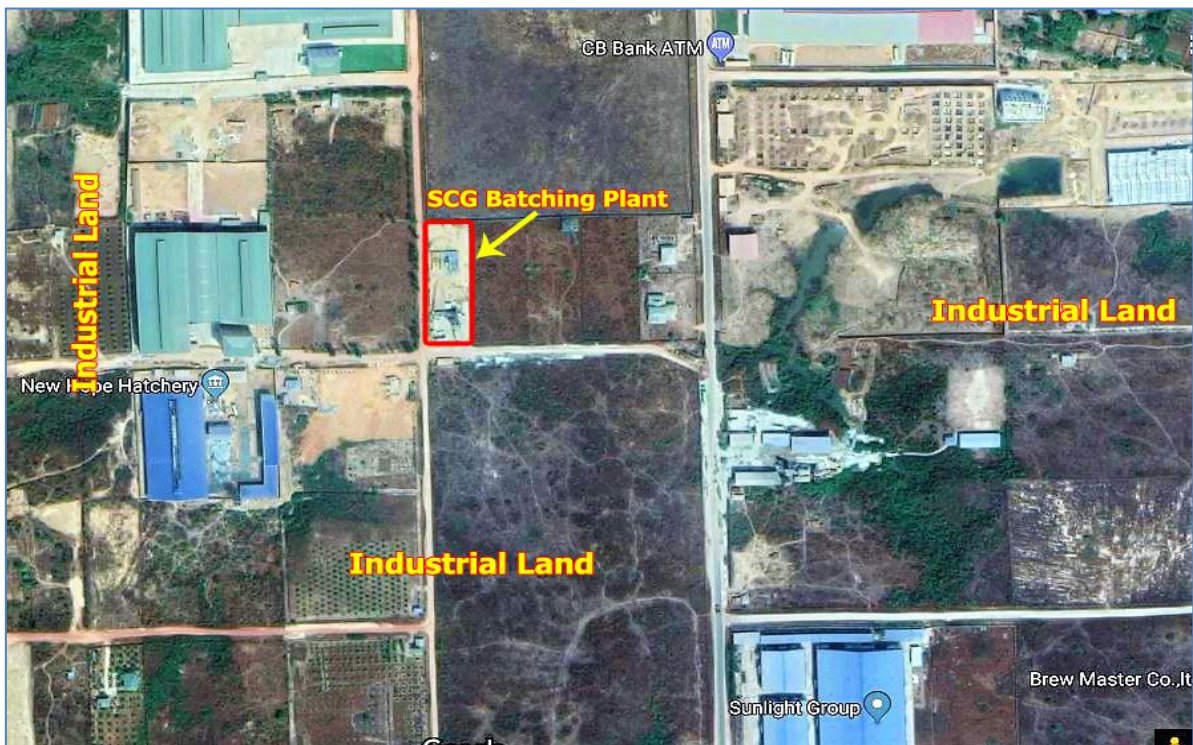 CB Bank ATM
ATM
SCG Batching Plant
Industrial Land
Industrial Land
New Hope Hatchery
Industrial Land
Brew Master Co.,lt
Sunlight Group